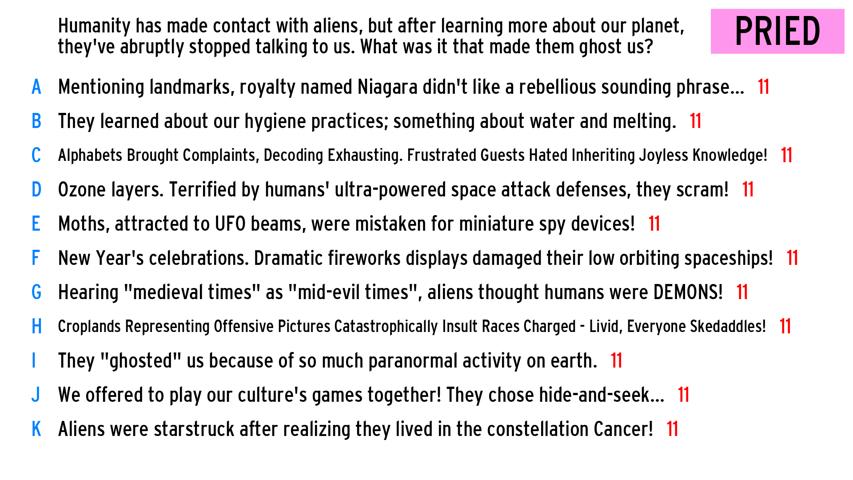 Humanity has made contact with aliens, but after learning more about our planet,
they've abruptly stopped talking to us. What was it that made them ghost us?
PRIED
A Mentioning landmarks, royalty named Niagara didn't like a rebellious sounding phrase... 11
B They learned about our hygiene practices; something about water and melting. 11
C Alphabets Brought Complaints, Decoding Exhausting. Frustrated Guests Hated Inheriting Joyless Knowledge! 11
D Ozone layers. Terrified by humans' ultra-powered space attack defenses, they scram! 11
E Moths, attracted to UFO beams, were mistaken for miniature spy devices! 11
F New Year's celebrations. Dramatic fireworks displays damaged their low orbiting spaceships! 11
G Hearing "medieval times" as "mid-evil times", aliens thought humans were DEMONS! 11
H Croplands Representing Offensive Pictures Catastrophically Insult Races Charged - Livid, Everyone Skedaddles! 11
I They "ghosted" us because of so much paranormal activity on earth. 11
J We offered to play our culture's games together! They chose hide-and-seek... 11
K Aliens were starstruck after realizing they lived in the constellation Cancer! 11